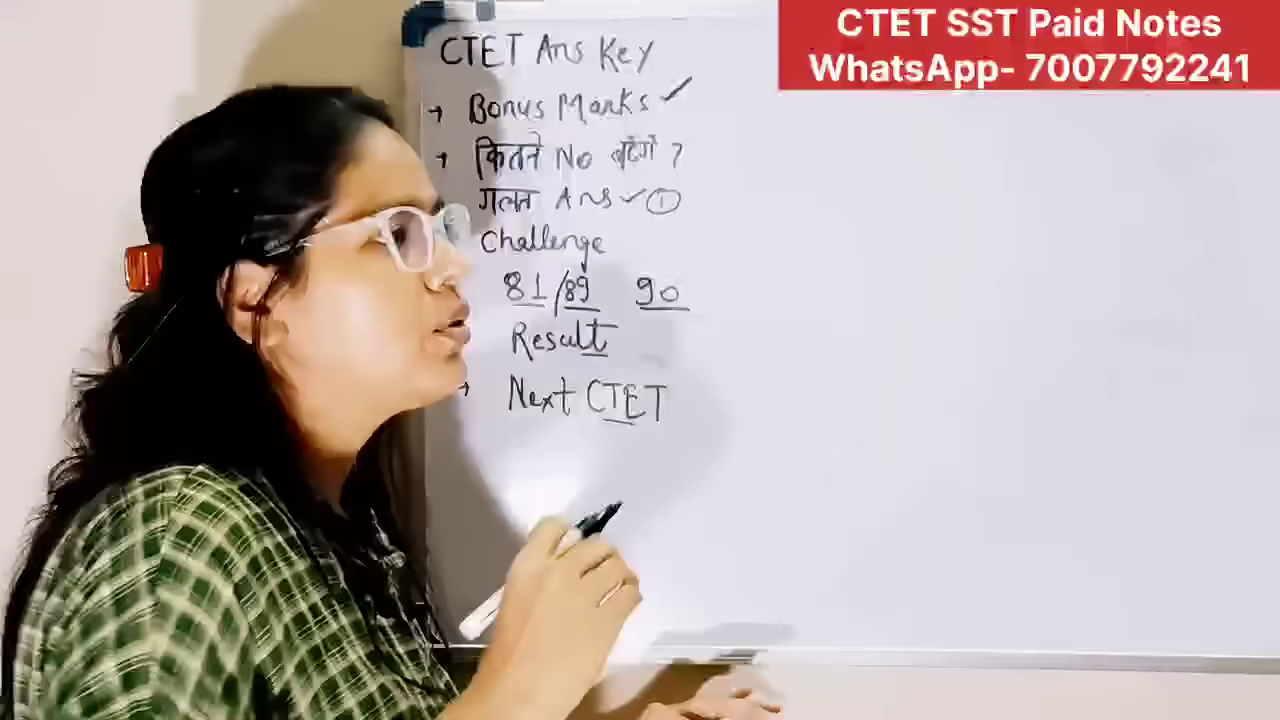 CTET SST Paid Notes
WhatsApp- 7007792241
CTET Ans Key
→ Bonus Marks ✓
→ कितने No बढ़ेंगे ?
गलत Ans ✓ ①
Challenge
81/89 90
Result
→ Next CTET